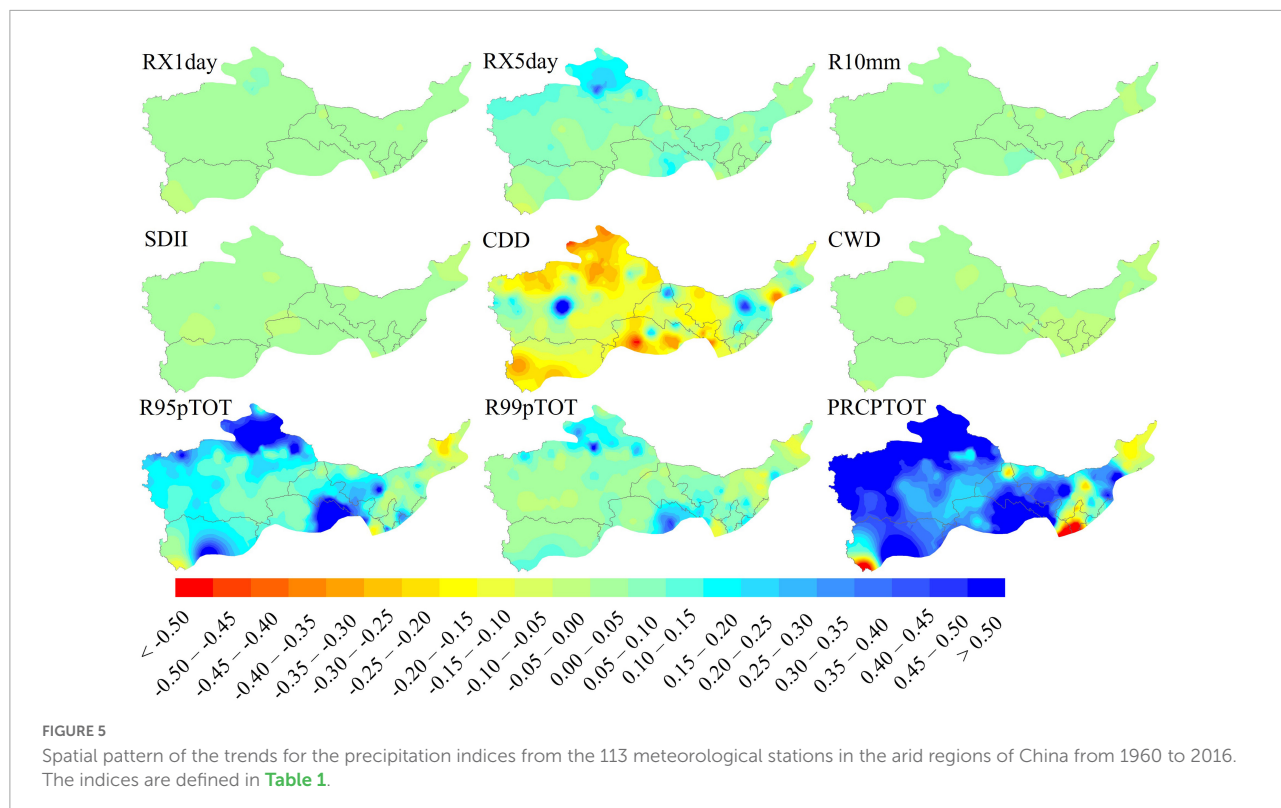 RX1day
RX5day
R10mm
SDII
CDD
CWD
R95pTOT
R99pTOT
PRCPTOT
< -0.50
-0.50 – -0.45
-0.45 – -0.40
-0.40 – -0.35
-0.35 – -0.30
-0.30 – -0.25
-0.25 – -0.20
-0.20 – -0.15
-0.15 – -0.10
-0.10 – -0.05
-0.05 – 0.00
0.00 – 0.05
0.05 – 0.10
0.10 – 0.15
0.15 – 0.20
0.20 – 0.25
0.25 – 0.30
0.30 – 0.35
0.35 – 0.40
0.40 – 0.45
0.45 – 0.50
> 0.50
FIGURE 5
Spatial pattern of the trends for the precipitation indices from the 113 meteorological stations in the arid regions of China from 1960 to 2016.
The indices are defined in Table 1.